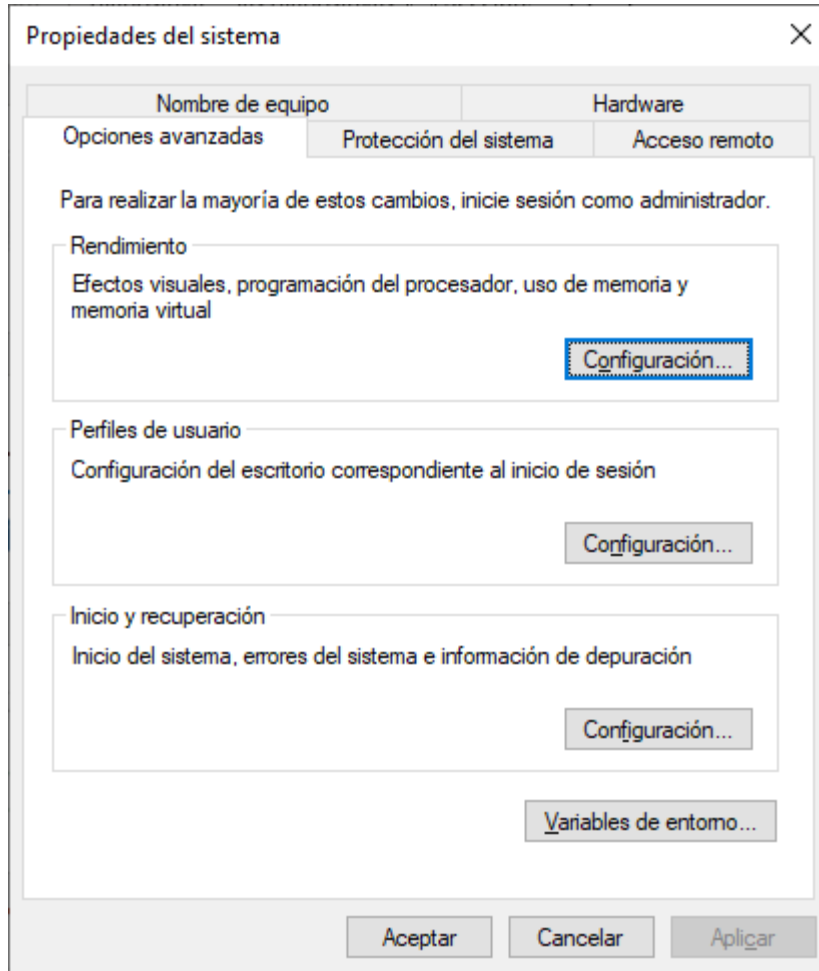 Propiedades del sistema
Nombre de equipo
Hardware
Opciones avanzadas
Protección del sistema
Acceso remoto
Para realizar la mayoría de estos cambios, inicie sesión como administrador.
Rendimiento
Efectos visuales, programación del procesador, uso de memoria y
memoria virtual
Configuración...
Perfiles de usuario
Configuración del escritorio correspondiente al inicio de sesión
Configuración...
Inicio y recuperación
Inicio del sistema, errores del sistema e información de depuración
Configuración...
Variables de entorno...
Aceptar
Cancelar
Aplicar